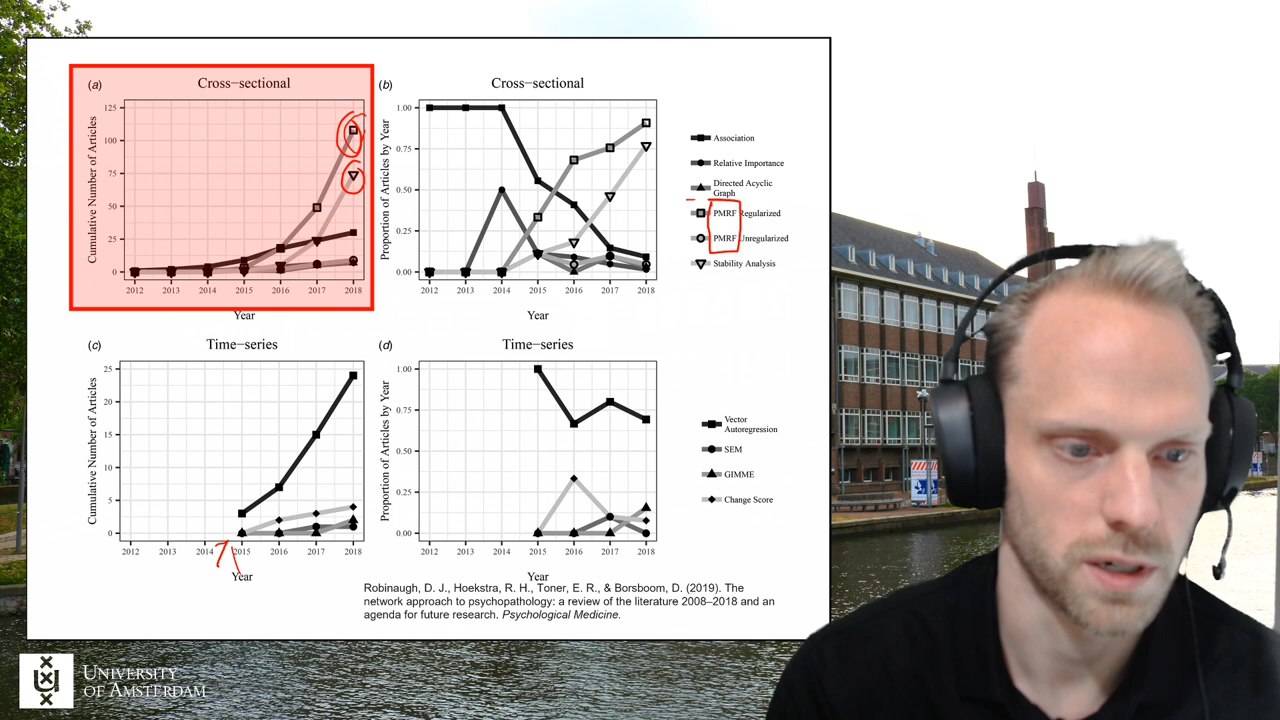 (a)
Cross−sectional
Cumulative Number of Articles
125
100
75
50
25
0
2012
2013
2014
2015
2016
2017
2018
Year
(b)
Cross−sectional
Proportion of Articles by Year
1.00
0.75
0.50
0.25
0.00
2012
2013
2014
2015
2016
2017
2018
Year
Association
Relative Importance
Directed Acyclic
Graph
PMRF Regularized
PMRF Unregularized
Stability Analysis
(c)
Time−series
Cumulative Number of Articles
25
20
15
10
5
0
2012
2013
2014
2015
2016
2017
2018
Year
(d)
Time−series
Proportion of Articles by Year
1.00
0.75
0.50
0.25
0.00
2012
2013
2014
2015
2016
2017
2018
Year
Vector
Autoregression
SEM
GIMME
Change Score
Robinaugh, D. J., Hoekstra, R. H., Toner, E. R., & Borsboom, D. (2019). The
network approach to psychopathology: a review of the literature 2008–2018 and an
agenda for future research. Psychological Medicine.
UNIVERSITY
OF AMSTERDAM